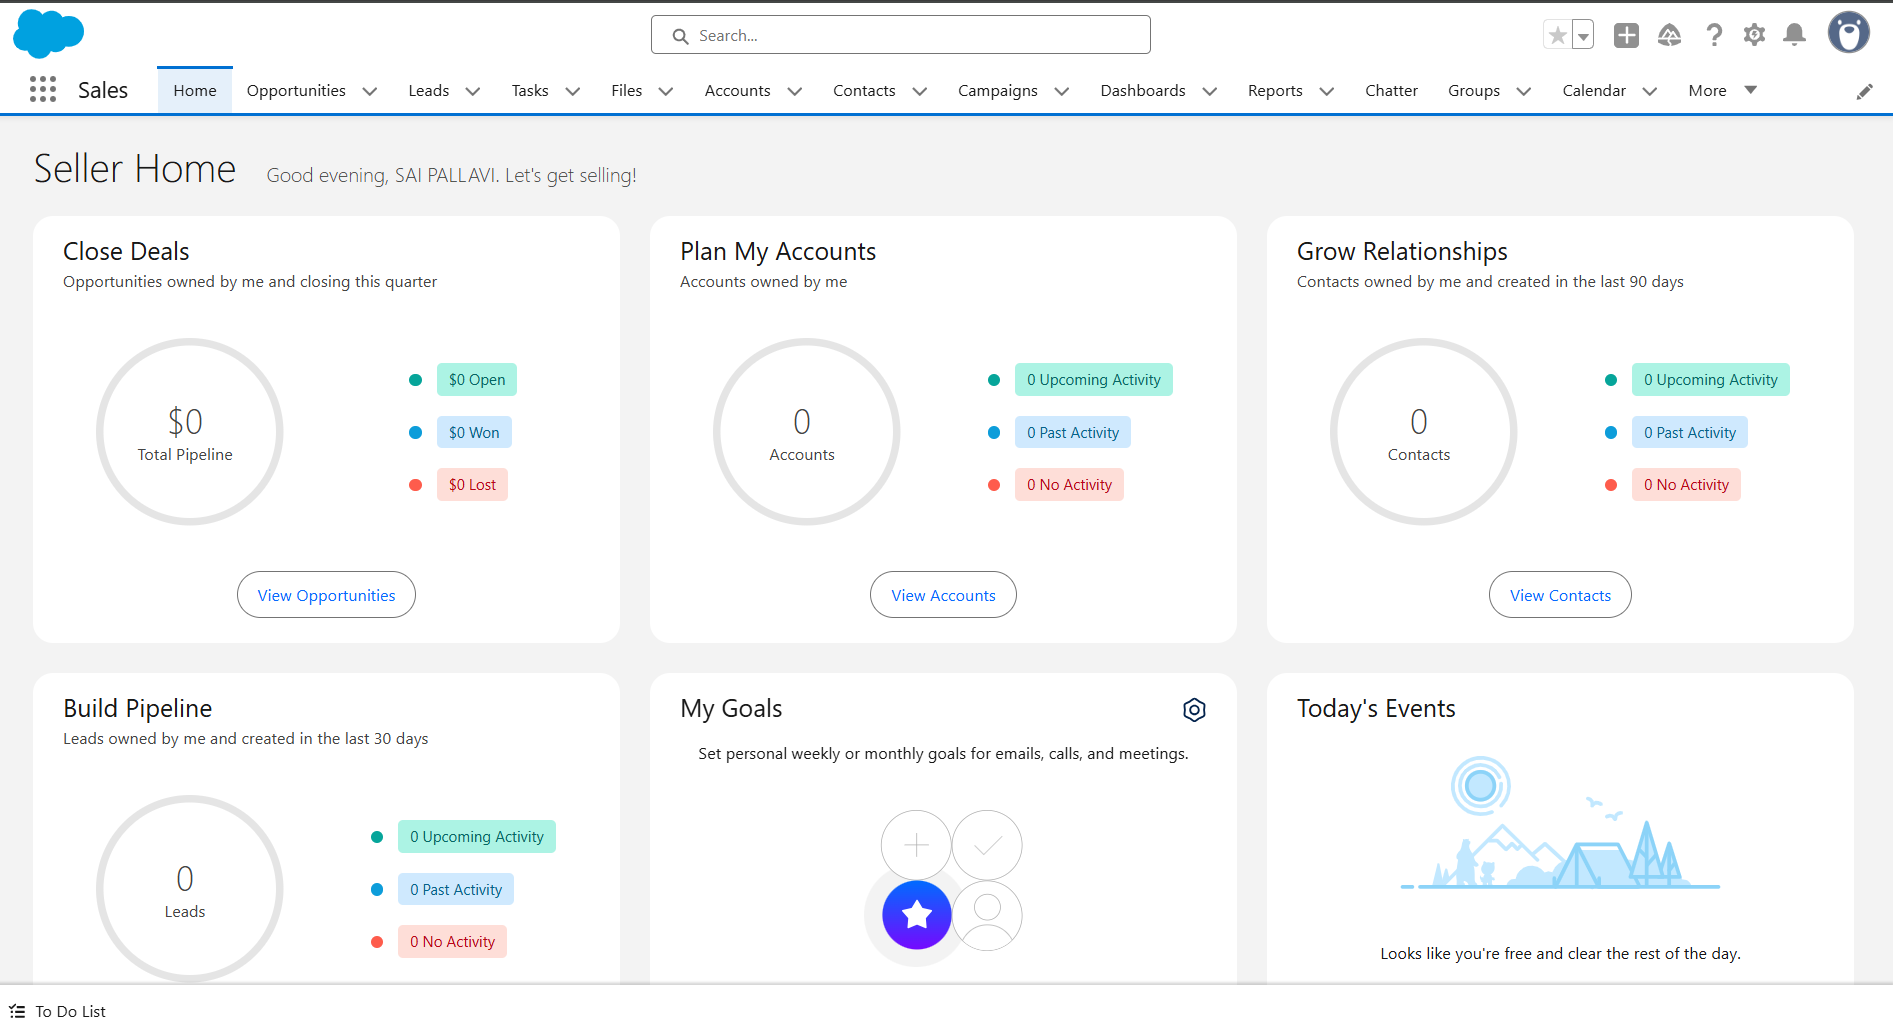 Search...
Sales
Home
Opportunities
Leads
Tasks
Files
Accounts
Contacts
Campaigns
Dashboards
Reports
Chatter
Groups
Calendar
More
Seller Home
Good evening, SAI PALLAVI. Let's get selling!
Close Deals
Opportunities owned by me and closing this quarter
$0
Total Pipeline
$0 Open
$0 Won
$0 Lost
View Opportunities
Plan My Accounts
Accounts owned by me
0
Accounts
0 Upcoming Activity
0 Past Activity
0 No Activity
View Accounts
Grow Relationships
Contacts owned by me and created in the last 90 days
0
Contacts
0 Upcoming Activity
0 Past Activity
0 No Activity
View Contacts
Build Pipeline
Leads owned by me and created in the last 30 days
0
Leads
0 Upcoming Activity
0 Past Activity
0 No Activity
My Goals
Set personal weekly or monthly goals for emails, calls, and meetings.
Today's Events
Looks like you're free and clear the rest of the day.
To Do List